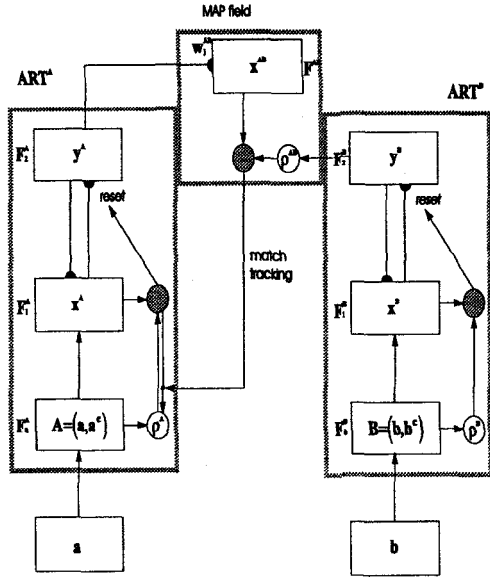 MAP field
w_j^AB
x^AB
F^AB
ART^A
ART^B
F_2^A
y^A
ρ^AB
F_2^B
y^B
reset
reset
match
tracking
F_1^A
x^A
F_1^B
x^B
F_0^A
A=(a,a^c)
ρ^A
F_0^B
B=(b,b^c)
ρ^B
a
b